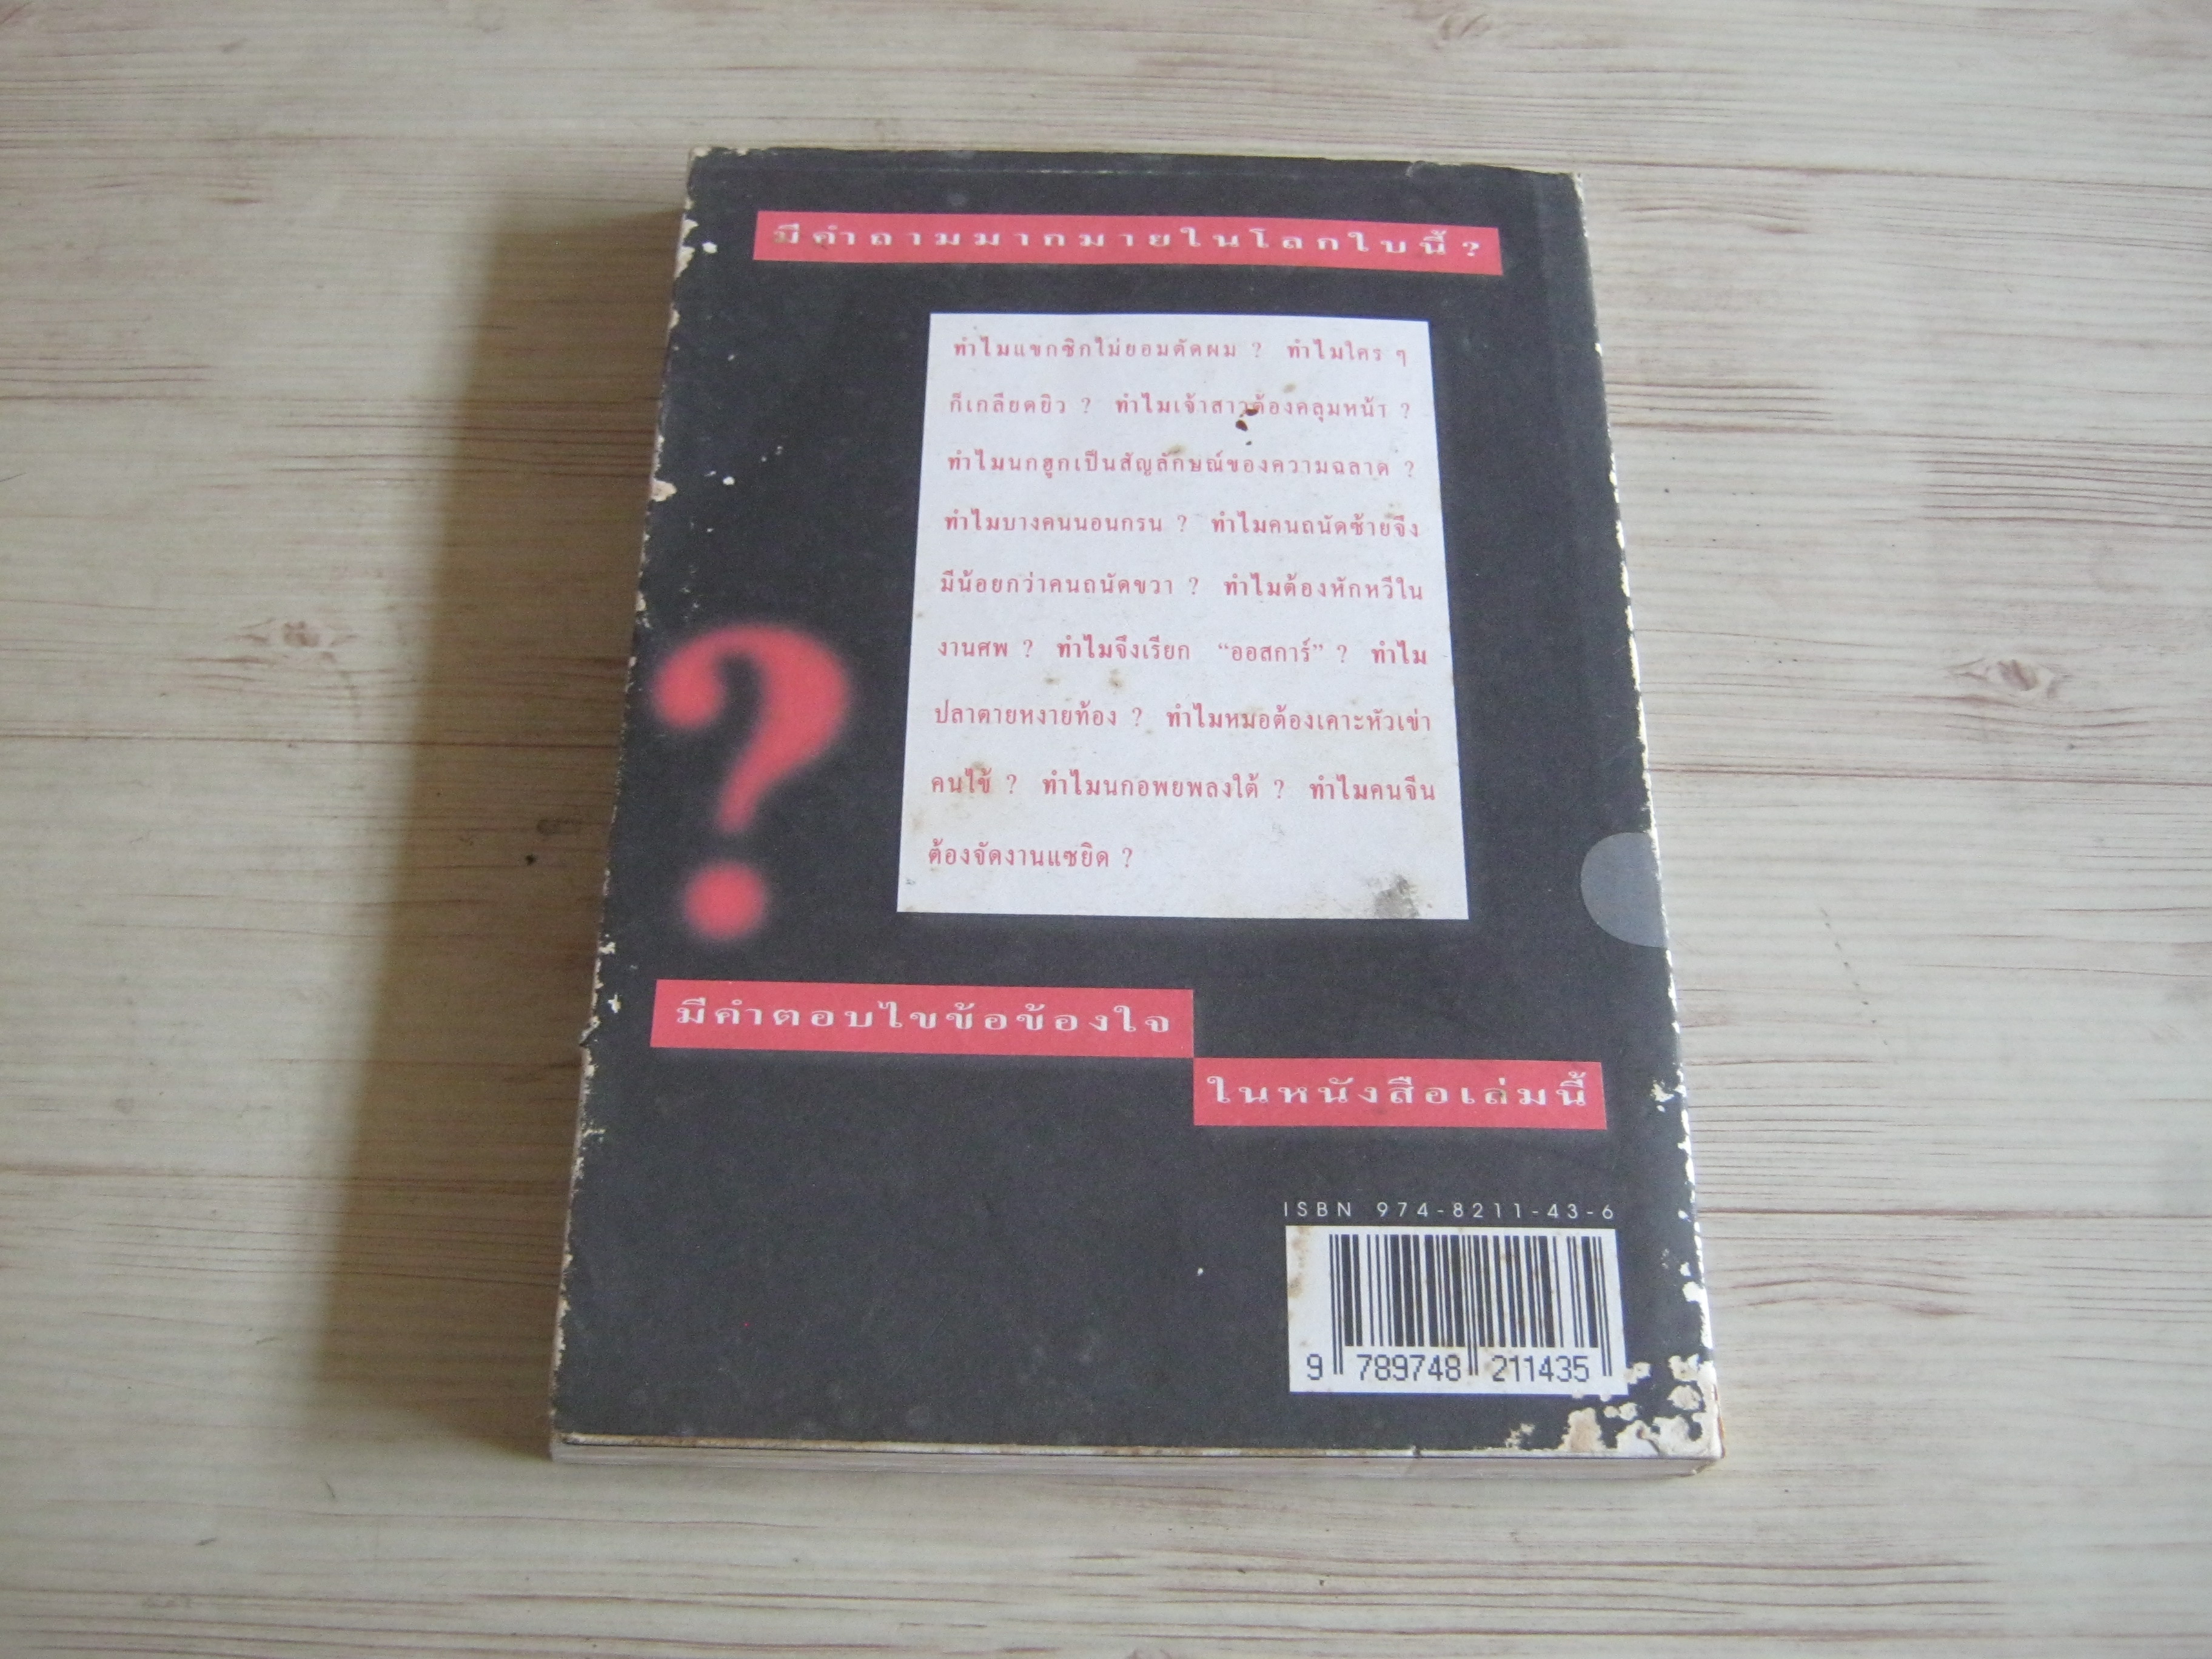 มีคำถามมากมายในโลกใบนี้ ?
ทำไมแขกซิกไม่ยอมตัดผม ? ทำไมใคร ๆ
ก็เกลียดยิว ? ทำไมเจ้าสาวต้องคลุมหน้า ?
ทำไมนกฮูกเป็นสัญลักษณ์ของความฉลาด ?
ทำไมบางคนนอนกรน ? ทำไมคนถนัดซ้ายจึง
มีน้อยกว่าคนถนัดขวา ? ทำไมต้องหักหวีใน
งานศพ ? ทำไมจึงเรียก “ออสการ์” ? ทำไม
ปลาตายหงายท้อง ? ทำไมหมอต้องเคาะหัวเข่า
คนไข้ ? ทำไมนกอพยพลงใต้ ? ทำไมคนจีน
ต้องจัดงานแซยิด ?
?
มีคำตอบไขข้อข้องใจ
ในหนังสือเล่มนี้
ISBN 974-8211-43-6
9 789748 211435